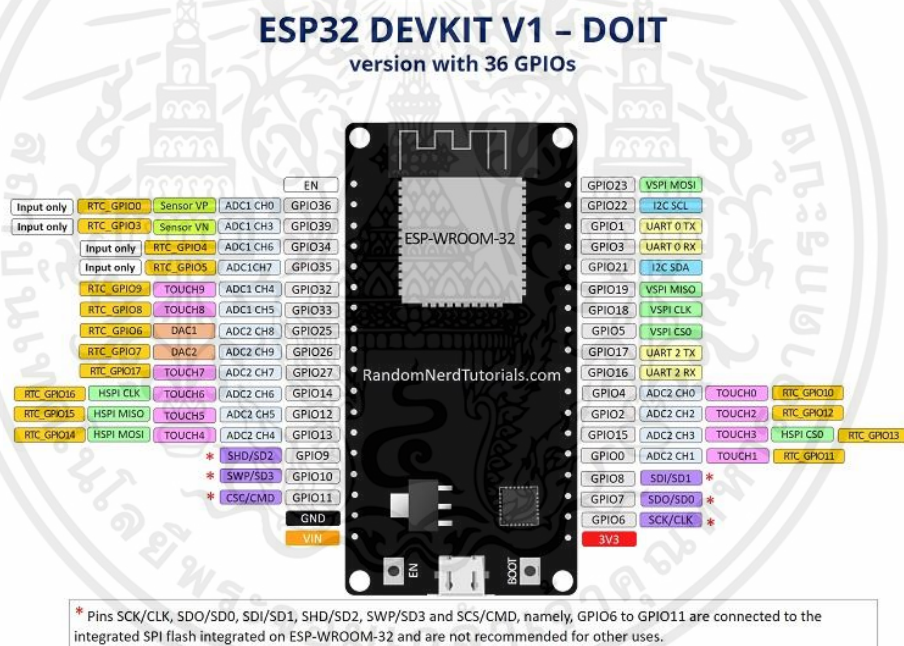 ESP32 DEVKIT V1 – DOIT
version with 36 GPIOs
EN
Input only RTC_GPIO0 Sensor VP ADC1 CH0 GPIO36
Input only RTC_GPIO3 Sensor VN ADC1 CH3 GPIO39
Input only RTC_GPIO4 ADC1 CH6 GPIO34
Input only RTC_GPIO5 ADC1CH7 GPIO35
RTC_GPIO9 TOUCH9 ADC1 CH4 GPIO32
RTC_GPIO8 TOUCH8 ADC1 CH5 GPIO33
RTC_GPIO6 DAC1 ADC2 CH8 GPIO25
RTC_GPIO7 DAC2 ADC2 CH9 GPIO26
RTC_GPIO17 TOUCH7 ADC2 CH7 GPIO27
RTC_GPIO16 HSPI CLK TOUCH6 ADC2 CH6 GPIO14
RTC_GPIO15 HSPI MISO TOUCH5 ADC2 CH5 GPIO12
RTC_GPIO14 HSPI MOSI TOUCH4 ADC2 CH4 GPIO13
* SHD/SD2 GPIO9
* SWP/SD3 GPIO10
* CSC/CMD GPIO11
GND
VIN
ESP-WROOM-32
RandomNerdTutorials.com
EN
BOOT
GPIO23 VSPI MOSI
GPIO22 I2C SCL
GPIO1 UART 0 TX
GPIO3 UART 0 RX
GPIO21 I2C SDA
GPIO19 VSPI MISO
GPIO18 VSPI CLK
GPIO5 VSPI CS0
GPIO17 UART 2 TX
GPIO16 UART 2 RX
GPIO4 ADC2 CH0 TOUCH0 RTC_GPIO10
GPIO2 ADC2 CH2 TOUCH2 RTC_GPIO12
GPIO15 ADC2 CH3 TOUCH3 HSPI CS0 RTC_GPIO13
GPIO0 ADC2 CH1 TOUCH1 RTC_GPIO11
GPIO8 SDI/SD1 *
GPIO7 SDO/SD0 *
GPIO6 SCK/CLK *
3V3
* Pins SCK/CLK, SDO/SD0, SDI/SD1, SHD/SD2, SWP/SD3 and SCS/CMD, namely, GPIO6 to GPIO11 are connected to the
integrated SPI flash integrated on ESP-WROOM-32 and are not recommended for other uses.